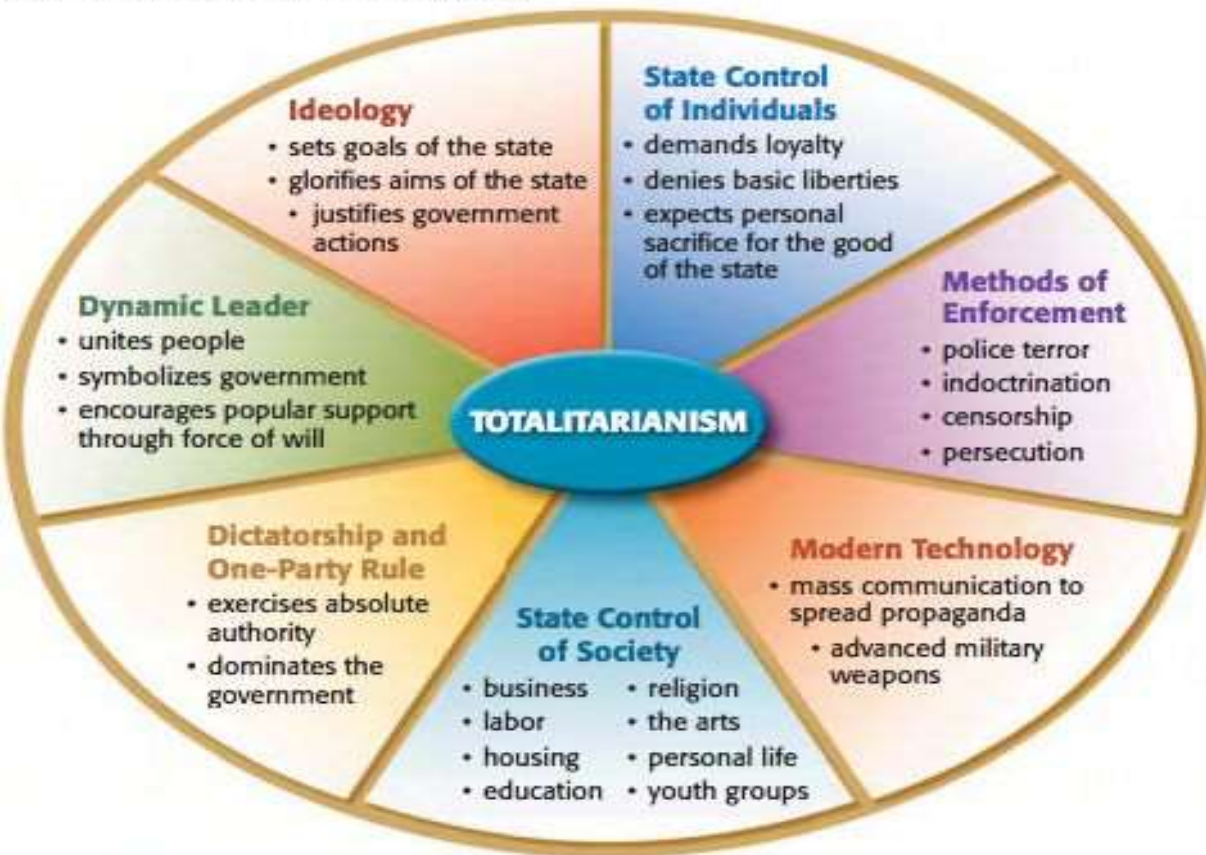 Ideology
• sets goals of the state
• glorifies aims of the state
• justifies government
actions
State Control
of Individuals
• demands loyalty
• denies basic liberties
• expects personal
sacrifice for the good
of the state
Dynamic Leader
• unites people
• symbolizes government
• encourages popular support
through force of will
TOTALITARIANISM
Methods of
Enforcement
• police terror
• indoctrination
• censorship
• persecution
Dictatorship and
One-Party Rule
• exercises absolute
authority
• dominates the
government
State Control
of Society
• business
• labor
• housing
• education
• religion
• the arts
• personal life
• youth groups
Modern Technology
• mass communication to
spread propaganda
• advanced military
weapons